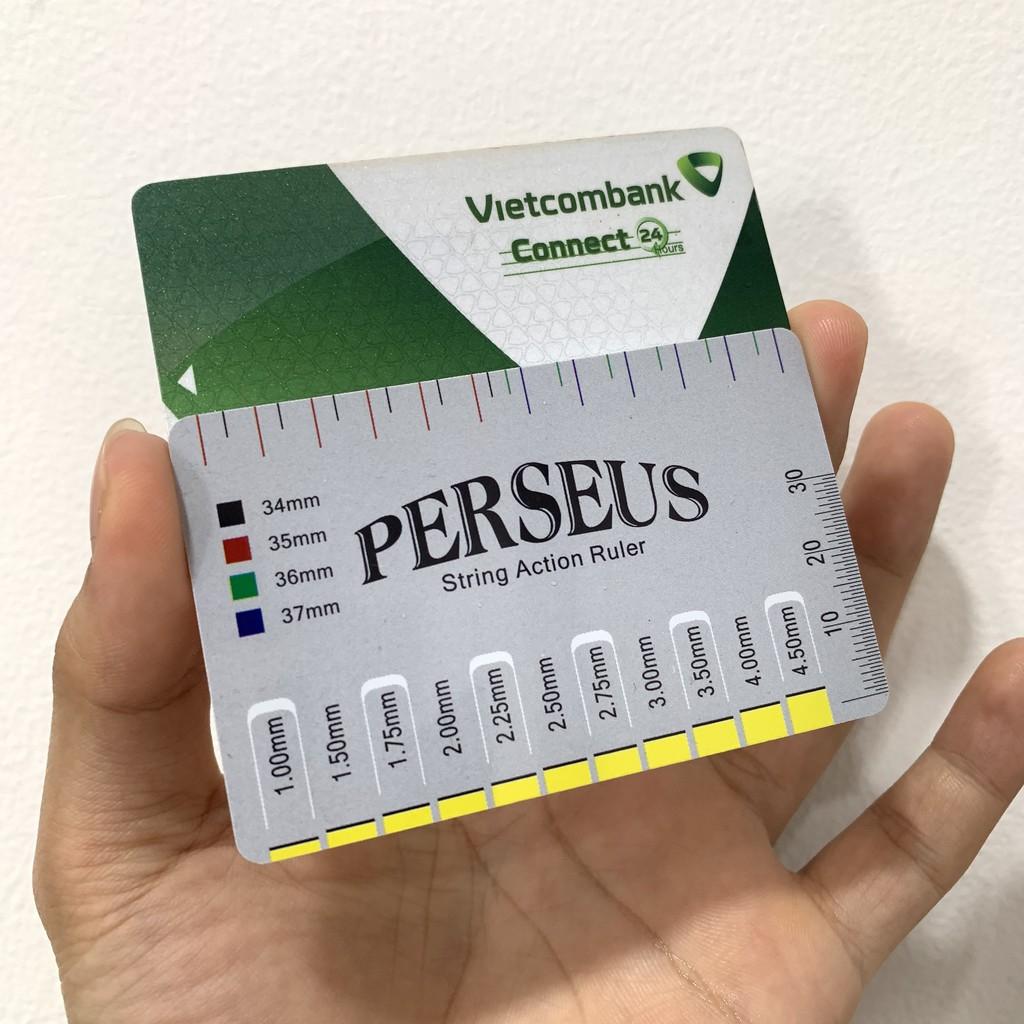 Vietcombank
Connect 24 Hours
34mm
35mm
36mm
37mm
PERSEUS
String Action Ruler
1.00mm
1.50mm
1.75mm
2.00mm
2.25mm
2.50mm
2.75mm
3.00mm
3.50mm
4.00mm
4.50mm
10
20
30